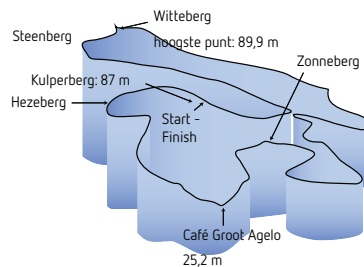 Witteberg
Steenberg
hoogste punt: 89,9 m
Zonneberg
Kulperberg: 87 m
Hezeberg
Start -
Finish
Café Groot Agelo
25,2 m